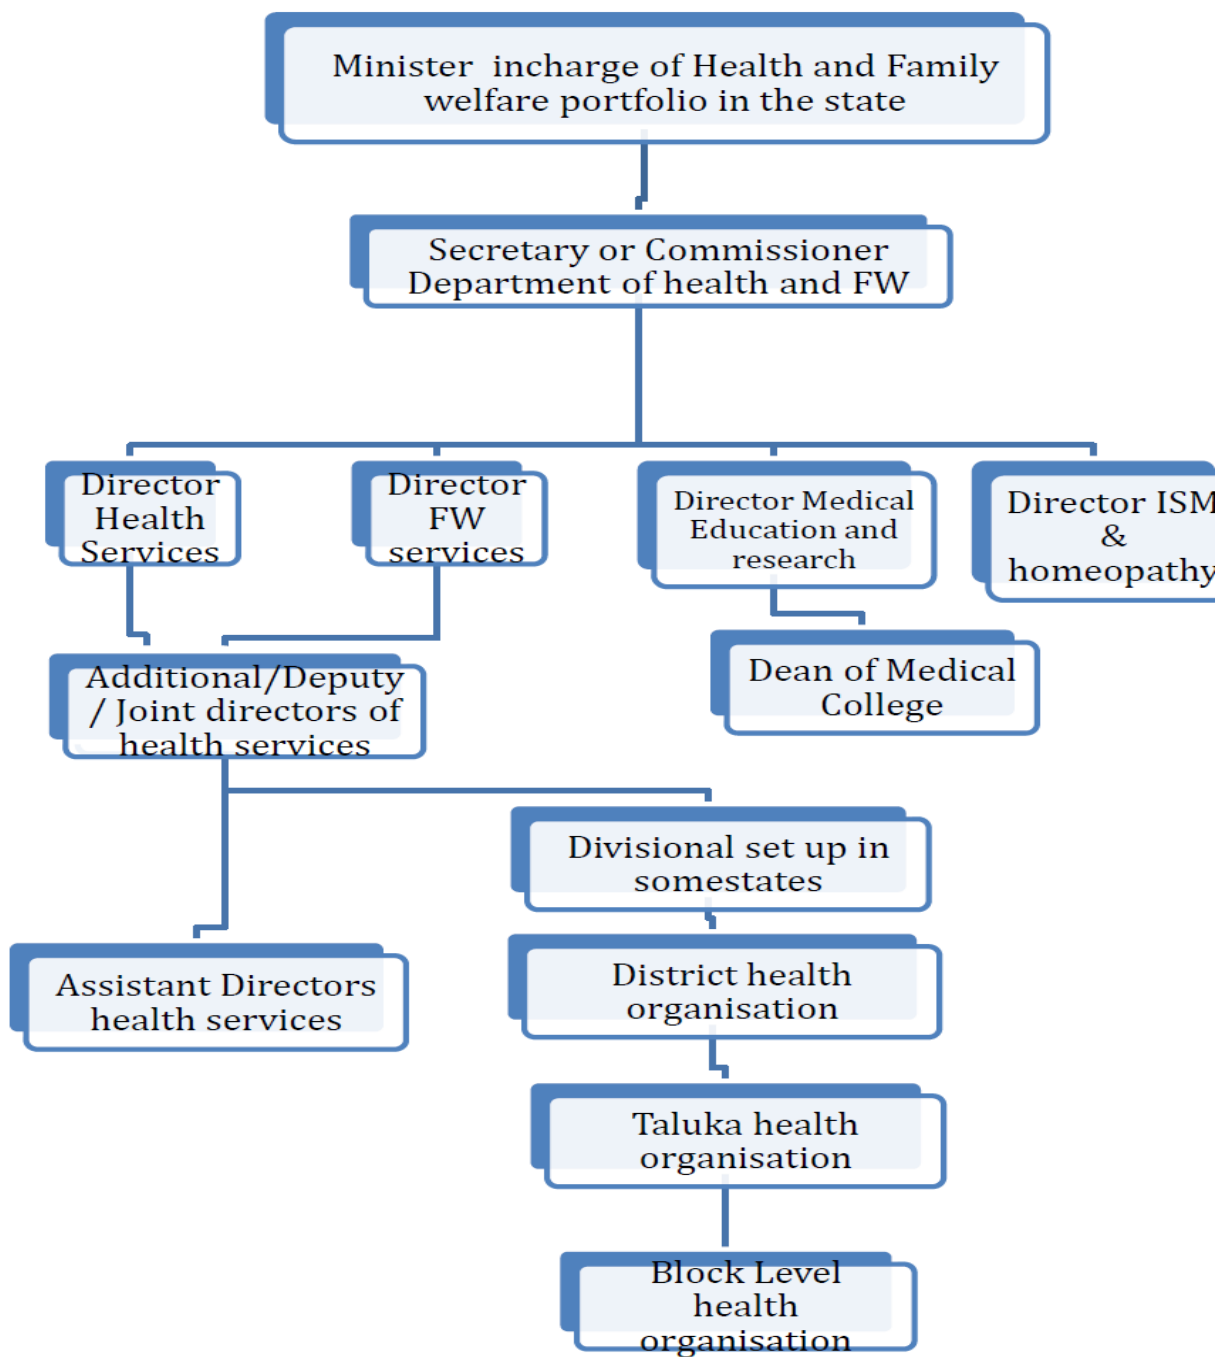 Minister incharge of Health and Family
welfare portfolio in the state
Secretary or Commissioner
Department of health and FW
Director
Health
Services
Director
FW
services
Director Medical
Education and
research
Director ISM
&
homeopathy
Additional/Deputy
/ Joint directors of
health services
Dean of Medical
College
Divisional set up in
somestates
Assistant Directors
health services
District health
organisation
Taluka health
organisation
Block Level
health
organisation